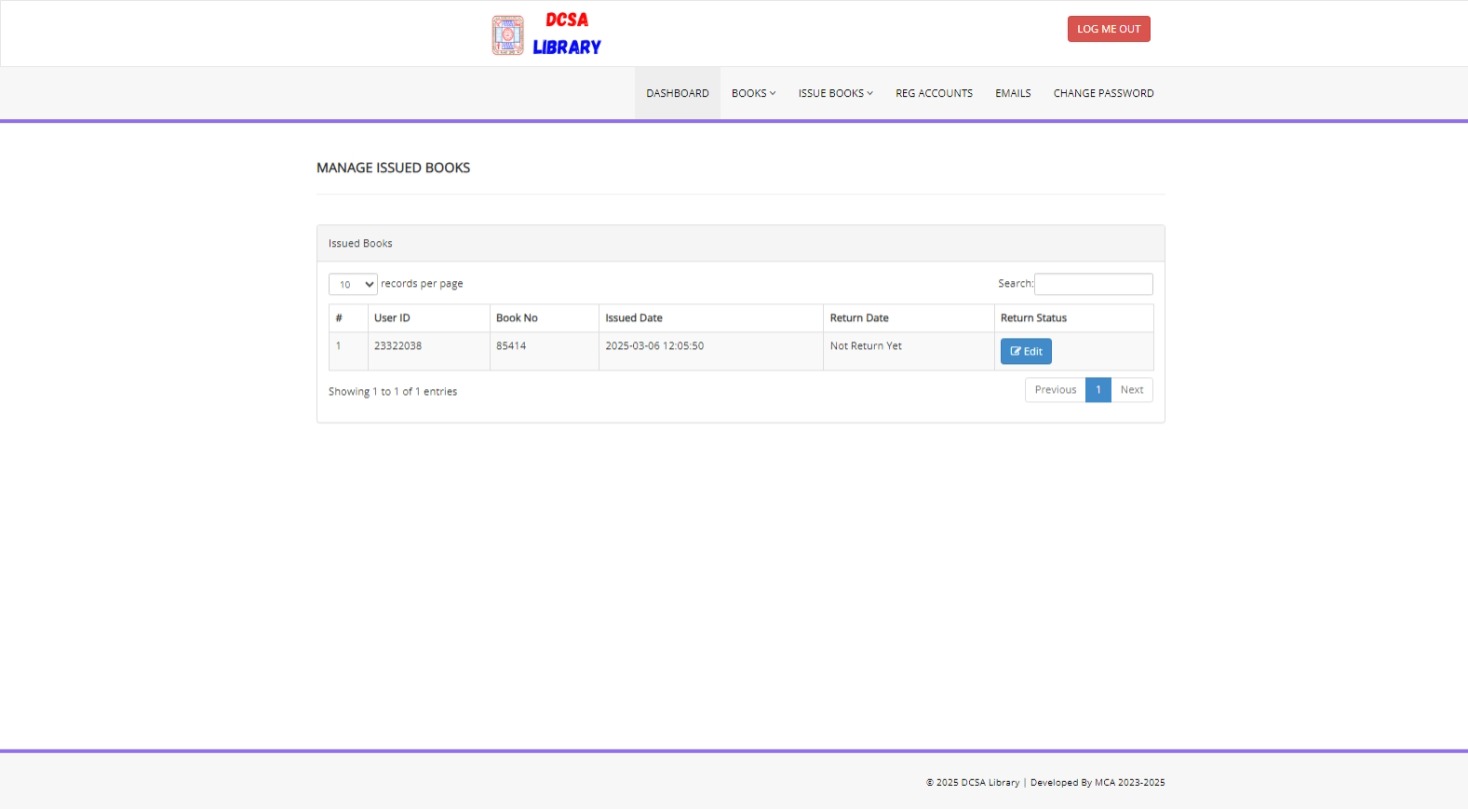 DCSA
LIBRARY
LOG ME OUT
DASHBOARD BOOKS ISSUE BOOKS REG ACCOUNTS EMAILS CHANGE PASSWORD
MANAGE ISSUED BOOKS
Issued Books
10 records per page Search:
# User ID Book No Issued Date Return Date Return Status
1 23322038 85414 2025-03-06 12:05:50 Not Return Yet Edit
Showing 1 to 1 of 1 entries Previous 1 Next
© 2025 DCSA Library | Developed By MCA 2023-2025